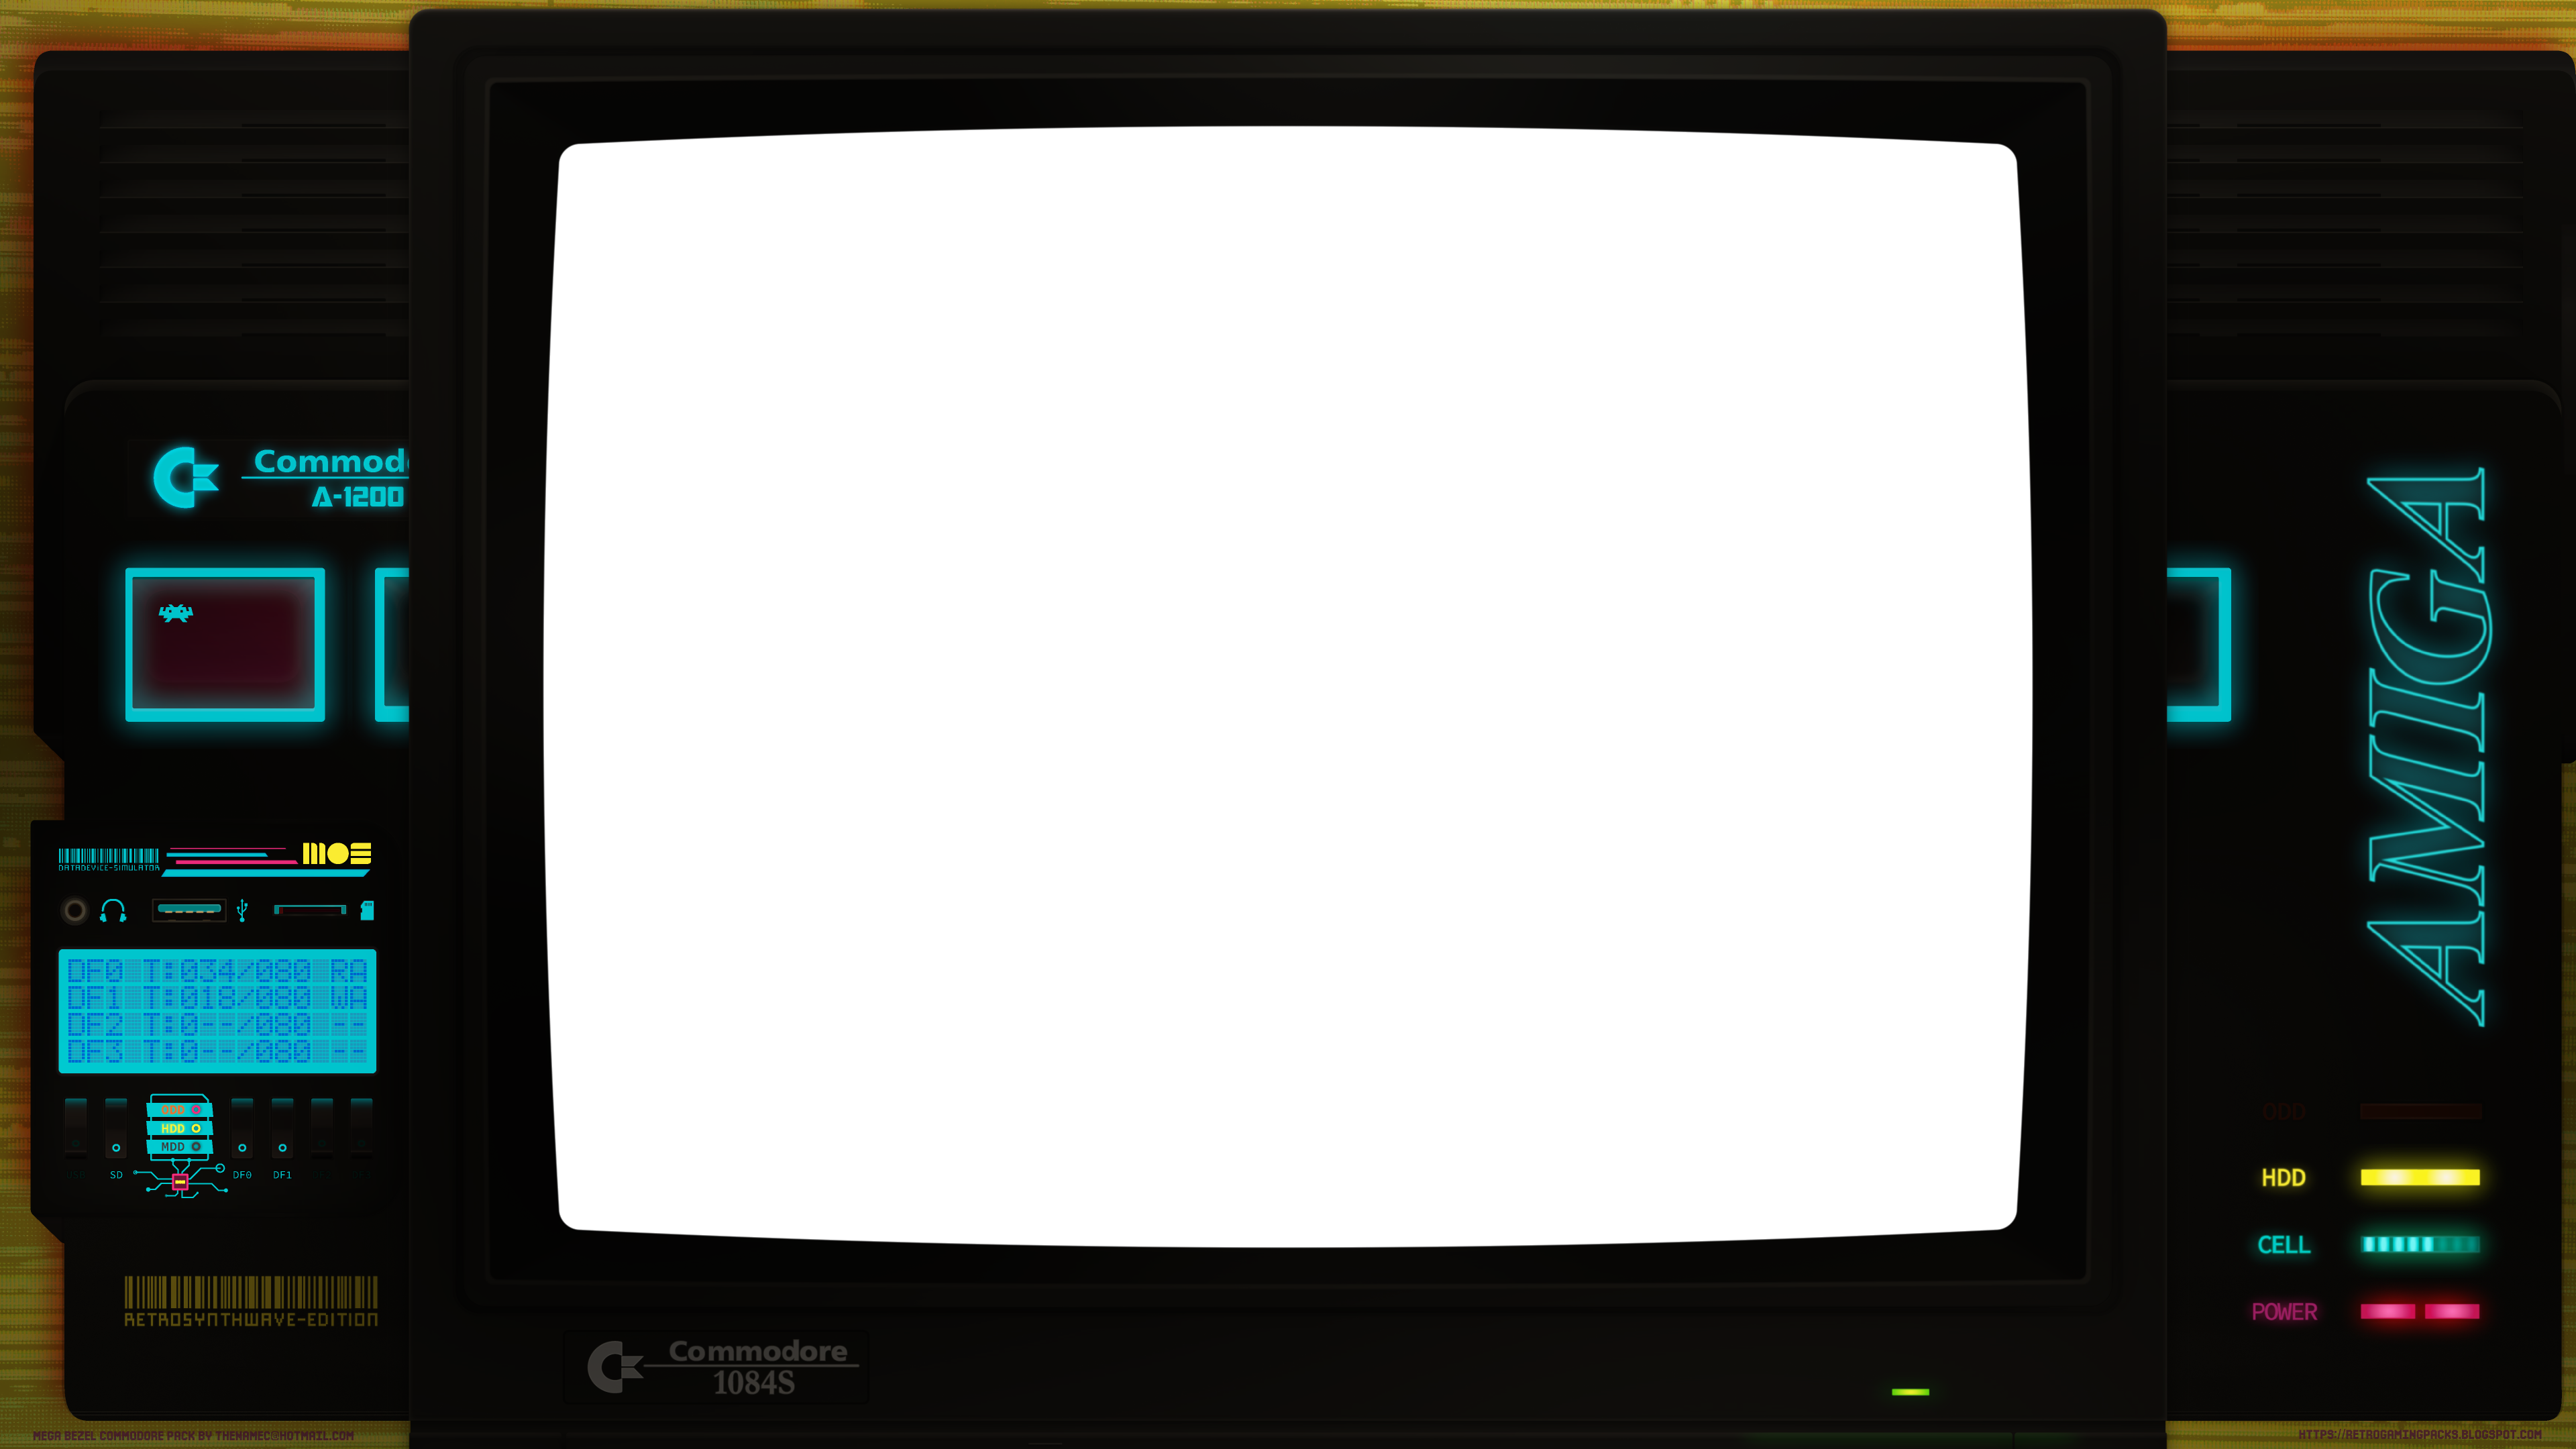 Commod
A-1200
DATADEVICE-SIMULATOR
MOE
DF0 T:034/080 RA
DF1 T:018/080 WA
DF2 T:0--/080 --
DF3 T:0--/080 --
ODD
HDD
MDD
SD
DF0
DF1
RETROSYNTHWAVE-EDITION
Commodore
1084S
AMIGA
ODD
HDD
CELL
POWER
MEGA BEZEL COMMODORE PACK BY THENAMEC@HOTMAIL.COM
HTTPS://RETROGAMINGPACKS.BLOGSPOT.COM